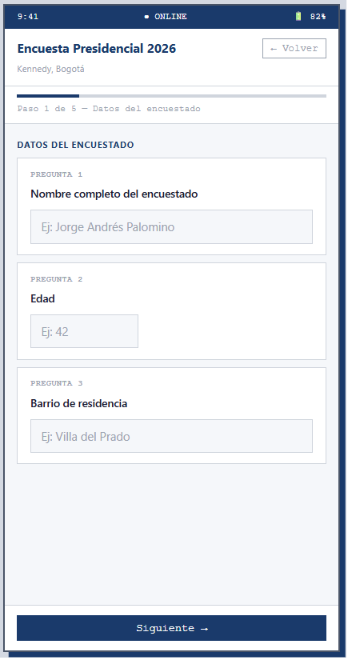 9:41 ● ONLINE 82%
Encuesta Presidencial 2026
← Volver
Kennedy, Bogotá
Paso 1 de 5 — Datos del encuestado
DATOS DEL ENCUESTADO
PREGUNTA 1
Nombre completo del encuestado
Ej: Jorge Andrés Palomino
PREGUNTA 2
Edad
Ej: 42
PREGUNTA 3
Barrio de residencia
Ej: Villa del Prado
Siguiente →